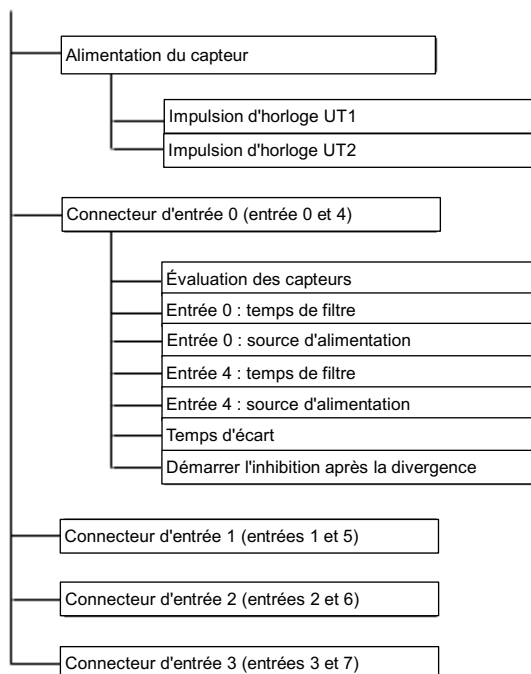 Alimentation du capteur
Impulsion d'horloge UT1
Impulsion d'horloge UT2
Connecteur d'entrée 0 (entrée 0 et 4)
Évaluation des capteurs
Entrée 0 : temps de filtre
Entrée 0 : source d'alimentation
Entrée 4 : temps de filtre
Entrée 4 : source d'alimentation
Temps d'écart
Démarrer l'inhibition après la divergence
Connecteur d'entrée 1 (entrées 1 et 5)
Connecteur d'entrée 2 (entrées 2 et 6)
Connecteur d'entrée 3 (entrées 3 et 7)